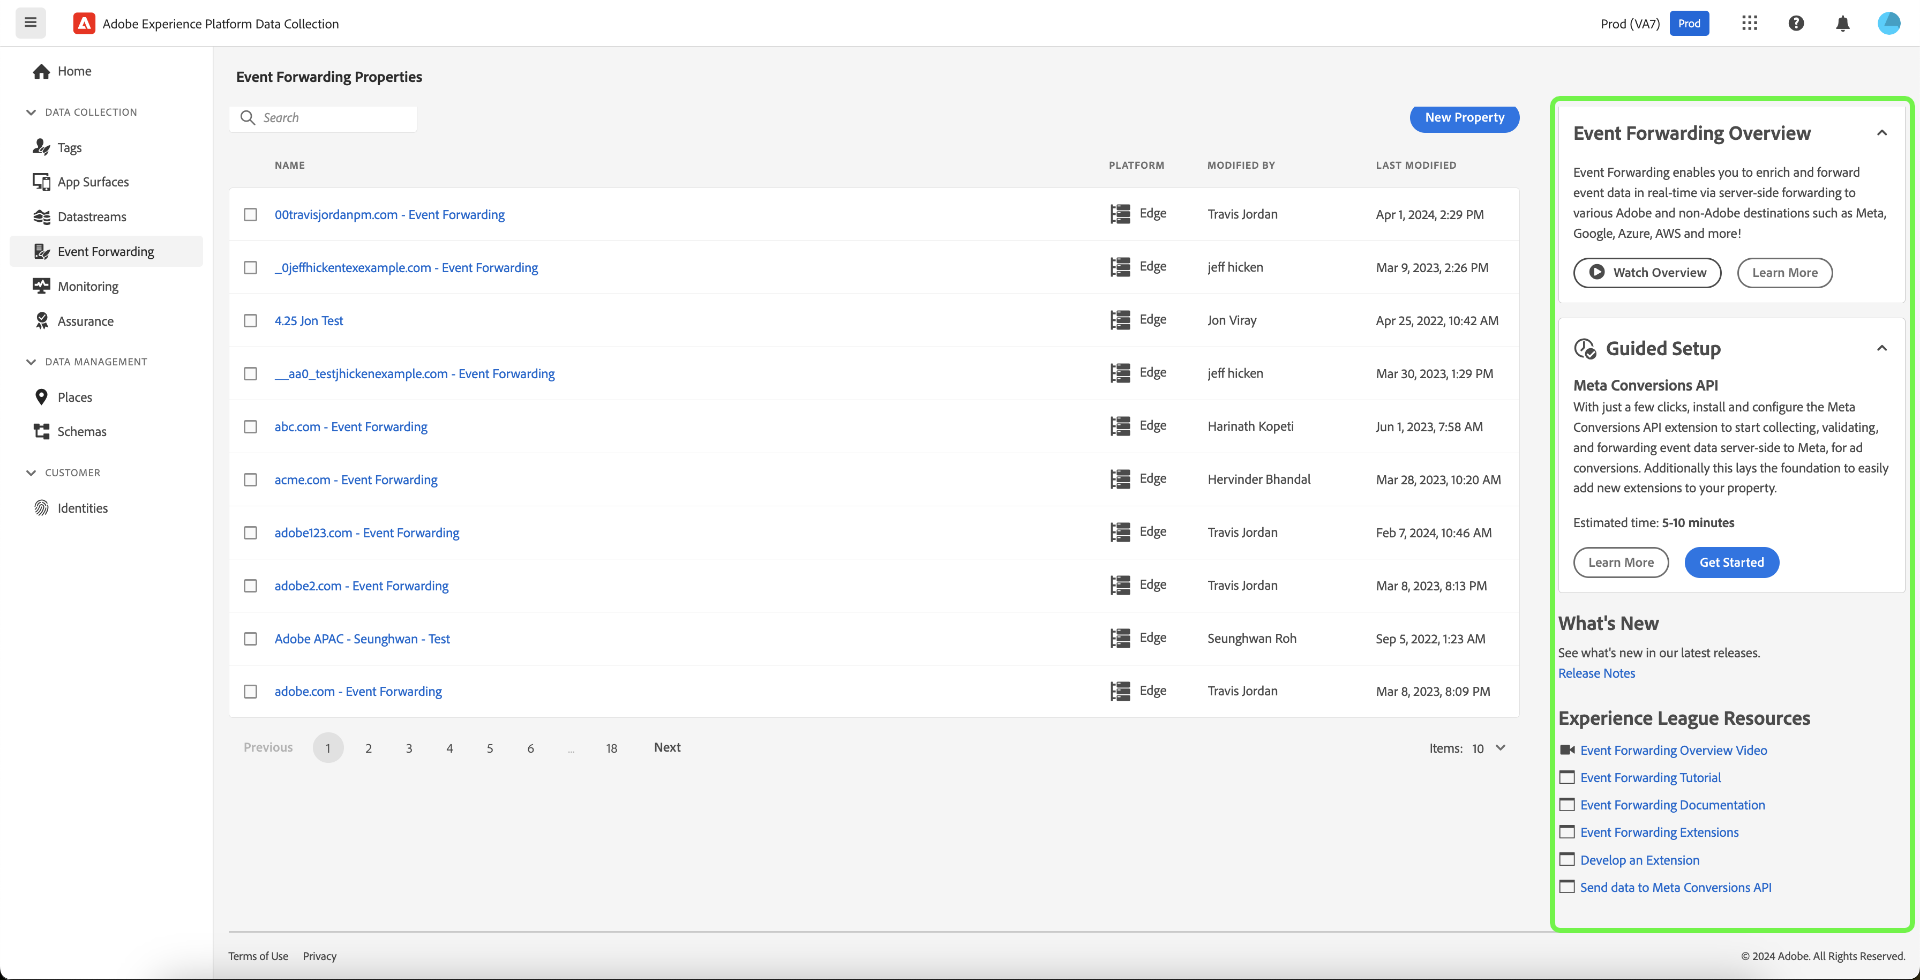 Adobe Experience Platform Data Collection
Prod (VA7)
Prod
Home
DATA COLLECTION
Tags
App Surfaces
Datastreams
Event Forwarding
Monitoring
Assurance
DATA MANAGEMENT
Places
Schemas
CUSTOMER
Identities
Event Forwarding Properties
Search
New Property
NAME PLATFORM MODIFIED BY LAST MODIFIED
00travisjordanpm.com - Event Forwarding Edge Travis Jordan Apr 1, 2024, 2:29 PM
_0jeffhickentexexample.com - Event Forwarding Edge jeff hicken Mar 9, 2023, 2:26 PM
4.25 Jon Test Edge Jon Viray Apr 25, 2022, 10:42 AM
__aa0_testjhickenexample.com - Event Forwarding Edge jeff hicken Mar 30, 2023, 1:29 PM
abc.com - Event Forwarding Edge Harinath Kopeti Jun 1, 2023, 7:58 AM
acme.com - Event Forwarding Edge Hervinder Bhandal Mar 28, 2023, 10:20 AM
adobe123.com - Event Forwarding Edge Travis Jordan Feb 7, 2024, 10:46 AM
adobe2.com - Event Forwarding Edge Travis Jordan Mar 8, 2023, 8:13 PM
Adobe APAC - Seunghwan - Test Edge Seunghwan Roh Sep 5, 2022, 1:23 AM
adobe.com - Event Forwarding Edge Travis Jordan Mar 8, 2023, 8:09 PM
Previous 1 2 3 4 5 6 ... 18 Next
Items: 10
Event Forwarding Overview
Event Forwarding enables you to enrich and forward
event data in real-time via server-side forwarding to
various Adobe and non-Adobe destinations such as Meta,
Google, Azure, AWS and more!
Watch Overview
Learn More
Guided Setup
Meta Conversions API
With just a few clicks, install and configure the Meta
Conversions API extension to start collecting, validating,
and forwarding event data server-side to Meta, for ad
conversions. Additionally this lays the foundation to easily
add new extensions to your property.
Estimated time: 5-10 minutes
Learn More
Get Started
What's New
See what's new in our latest releases.
Release Notes
Experience League Resources
Event Forwarding Overview Video
Event Forwarding Tutorial
Event Forwarding Documentation
Event Forwarding Extensions
Develop an Extension
Send data to Meta Conversions API
Terms of Use Privacy
© 2024 Adobe. All Rights Reserved.